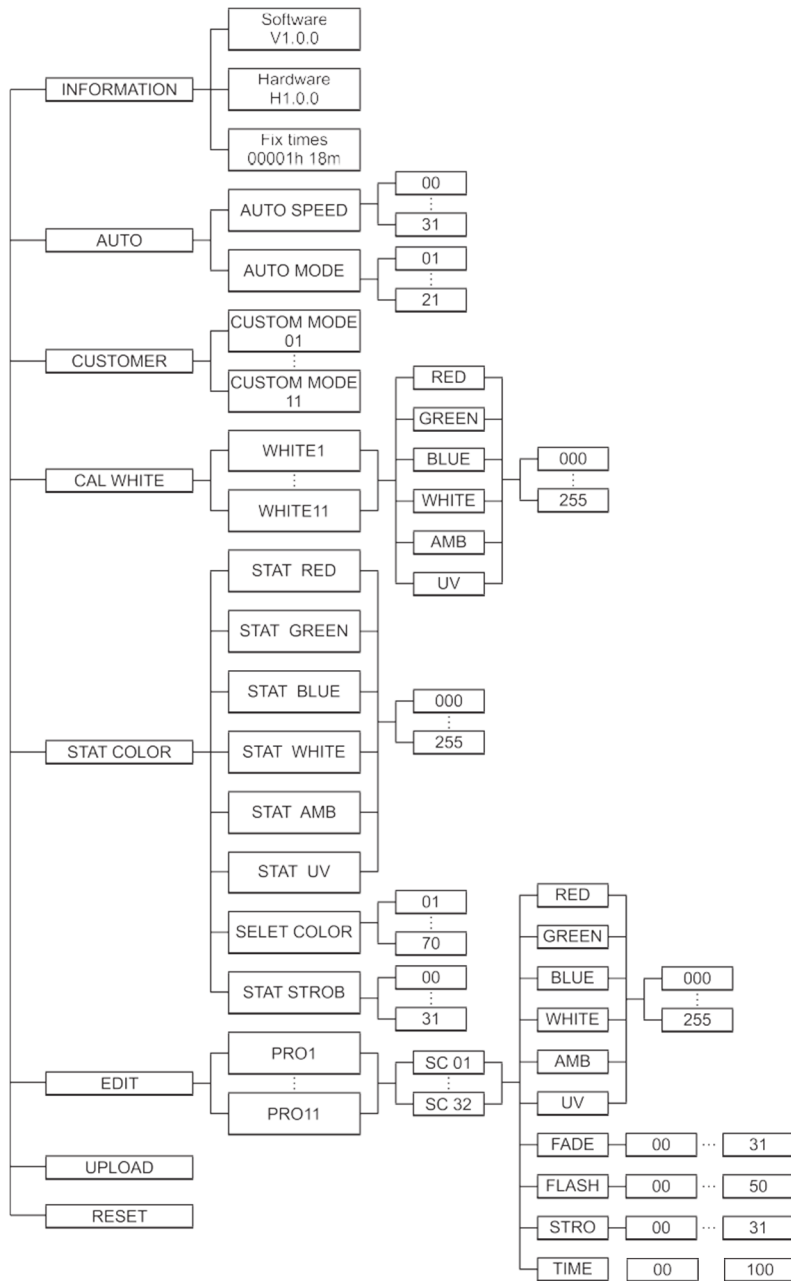 Software
V1.0.0
INFORMATION
Hardware
H1.0.0
Fix times
00001h 18m
AUTO
AUTO SPEED
00
31
AUTO MODE
01
21
CUSTOMER
CUSTOM MODE
01
CUSTOM MODE
11
CAL WHITE
WHITE1
WHITE11
RED
GREEN
BLUE
WHITE
AMB
UV
000
255
STAT COLOR
STAT RED
STAT GREEN
STAT BLUE
STAT WHITE
STAT AMB
STAT UV
000
255
SELET COLOR
01
70
STAT STROB
00
31
EDIT
PRO1
PRO11
SC 01
SC 32
RED
GREEN
BLUE
WHITE
AMB
UV
000
255
FADE 00 ... 31
FLASH 00 ... 50
STRO 00 ... 31
TIME 00 100
UPLOAD
RESET